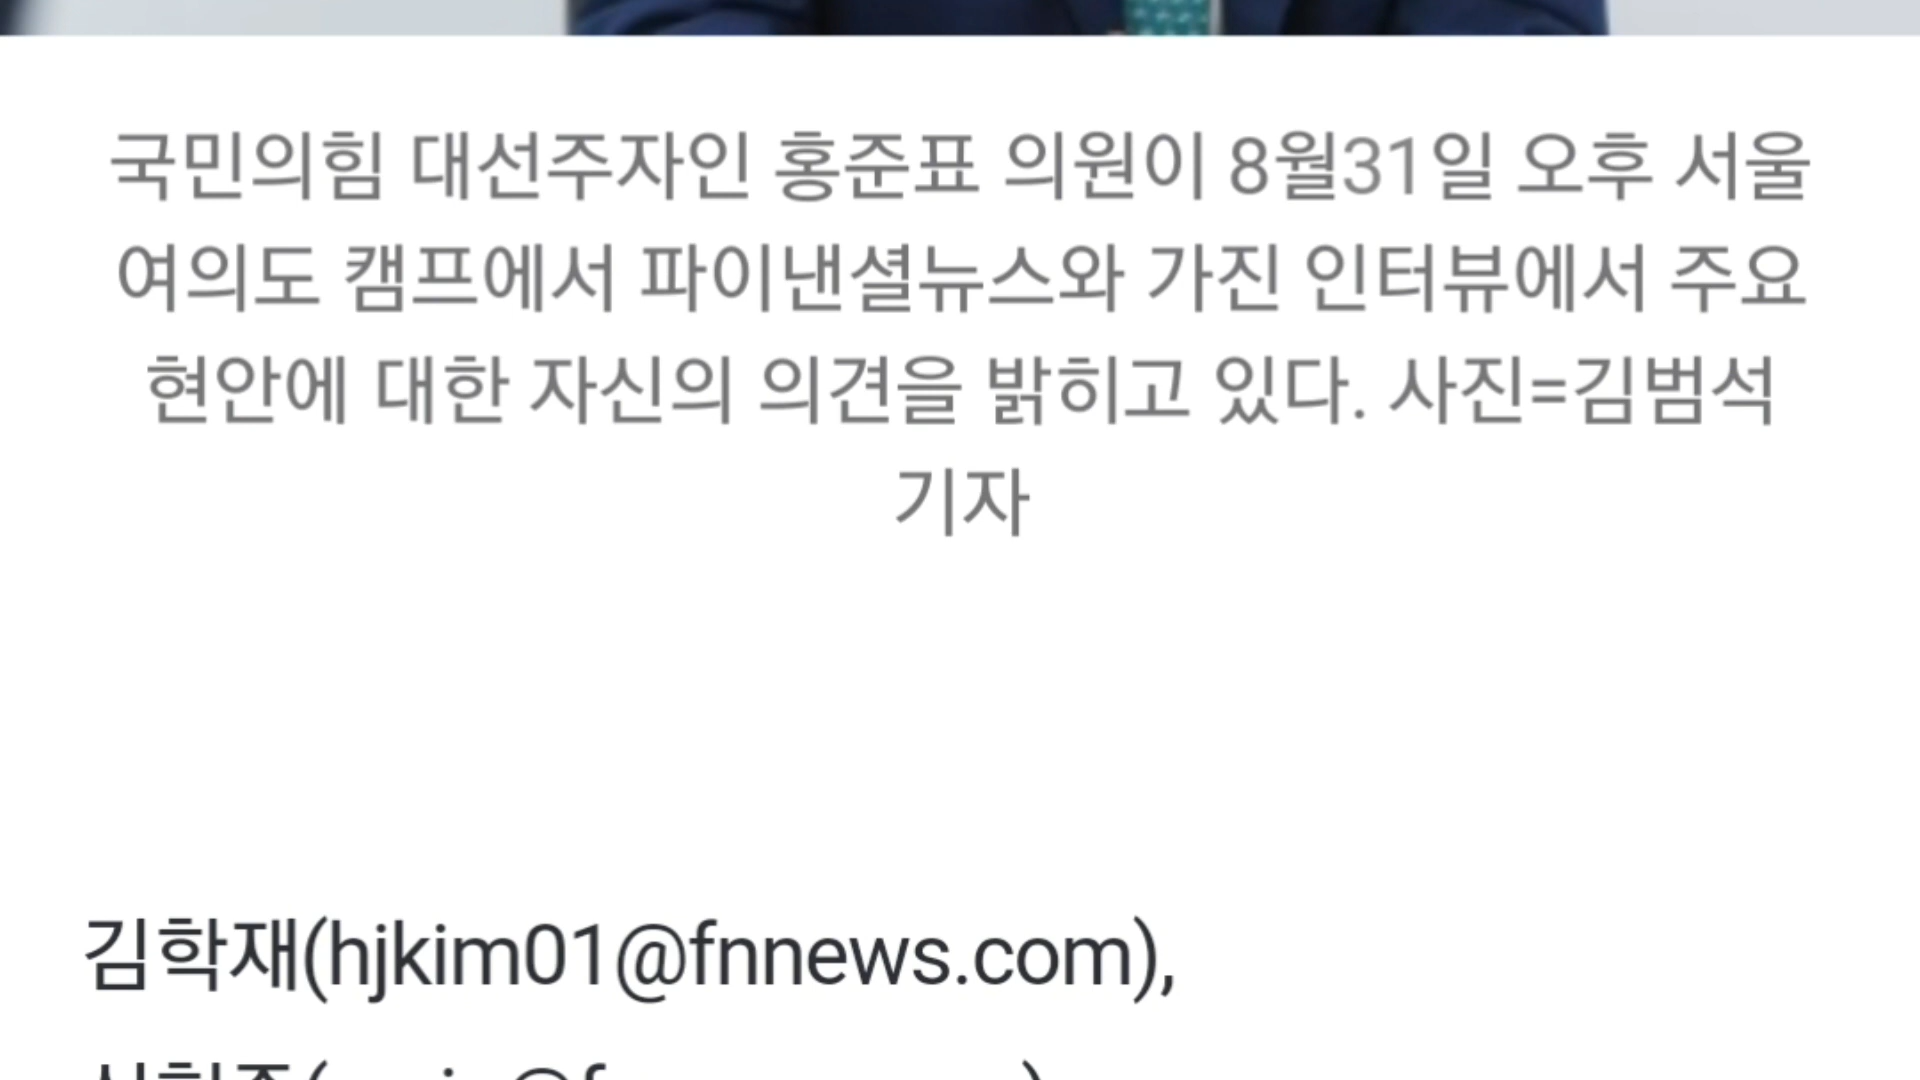 국민의힘 대선주자인 홍준표 의원이 8월31일 오후 서울
여의도 캠프에서 파이낸셜뉴스와 가진 인터뷰에서 주요
현안에 대한 자신의 의견을 밝히고 있다. 사진=김범석
기자
김학재(hjkim01@fnnews.com),